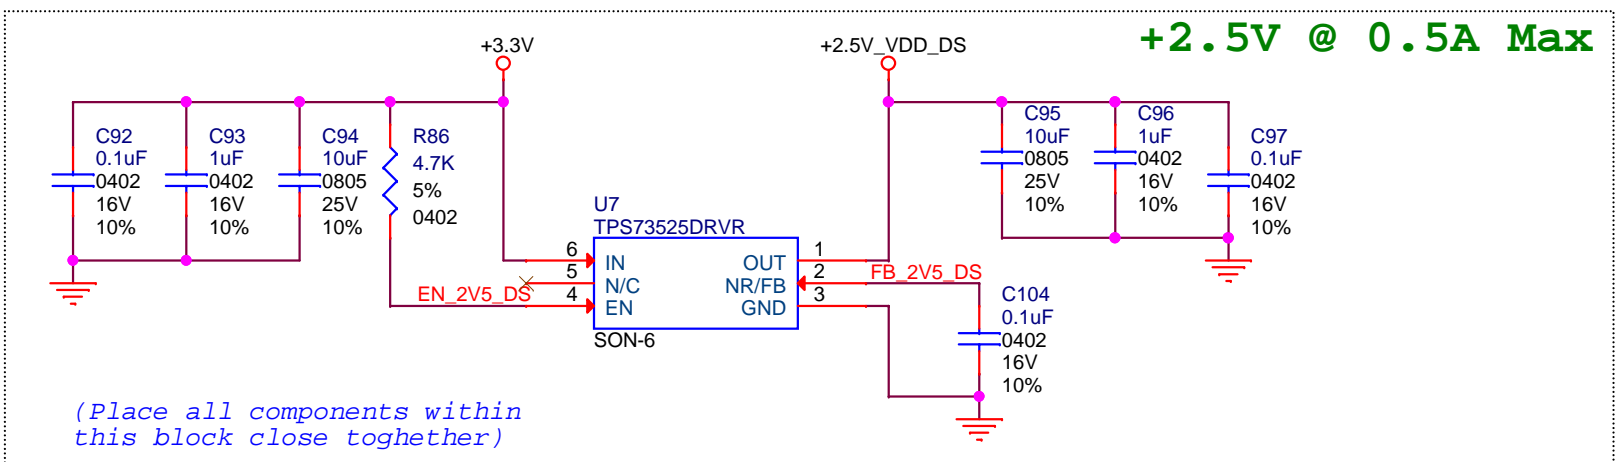 +2.5V @ 0.5A Max
+3.3V
+2.5V_VDD_DS
C92
0.1uF
0402
16V
10%
C93
1uF
0402
16V
10%
C94
10uF
0805
25V
10%
R86
4.7K
5%
0402
C95
10uF
0805
25V
10%
C96
1uF
0402
16V
10%
C97
0.1uF
0402
16V
10%
U7
TPS73525DRVR
6
IN
5
N/C
4
EN
EN_2V5_DS
OUT
1
NR/FB
2
GND
3
FB_2V5_DS
SON-6
C104
0.1uF
0402
16V
10%
(Place all components within
this block close toghether)